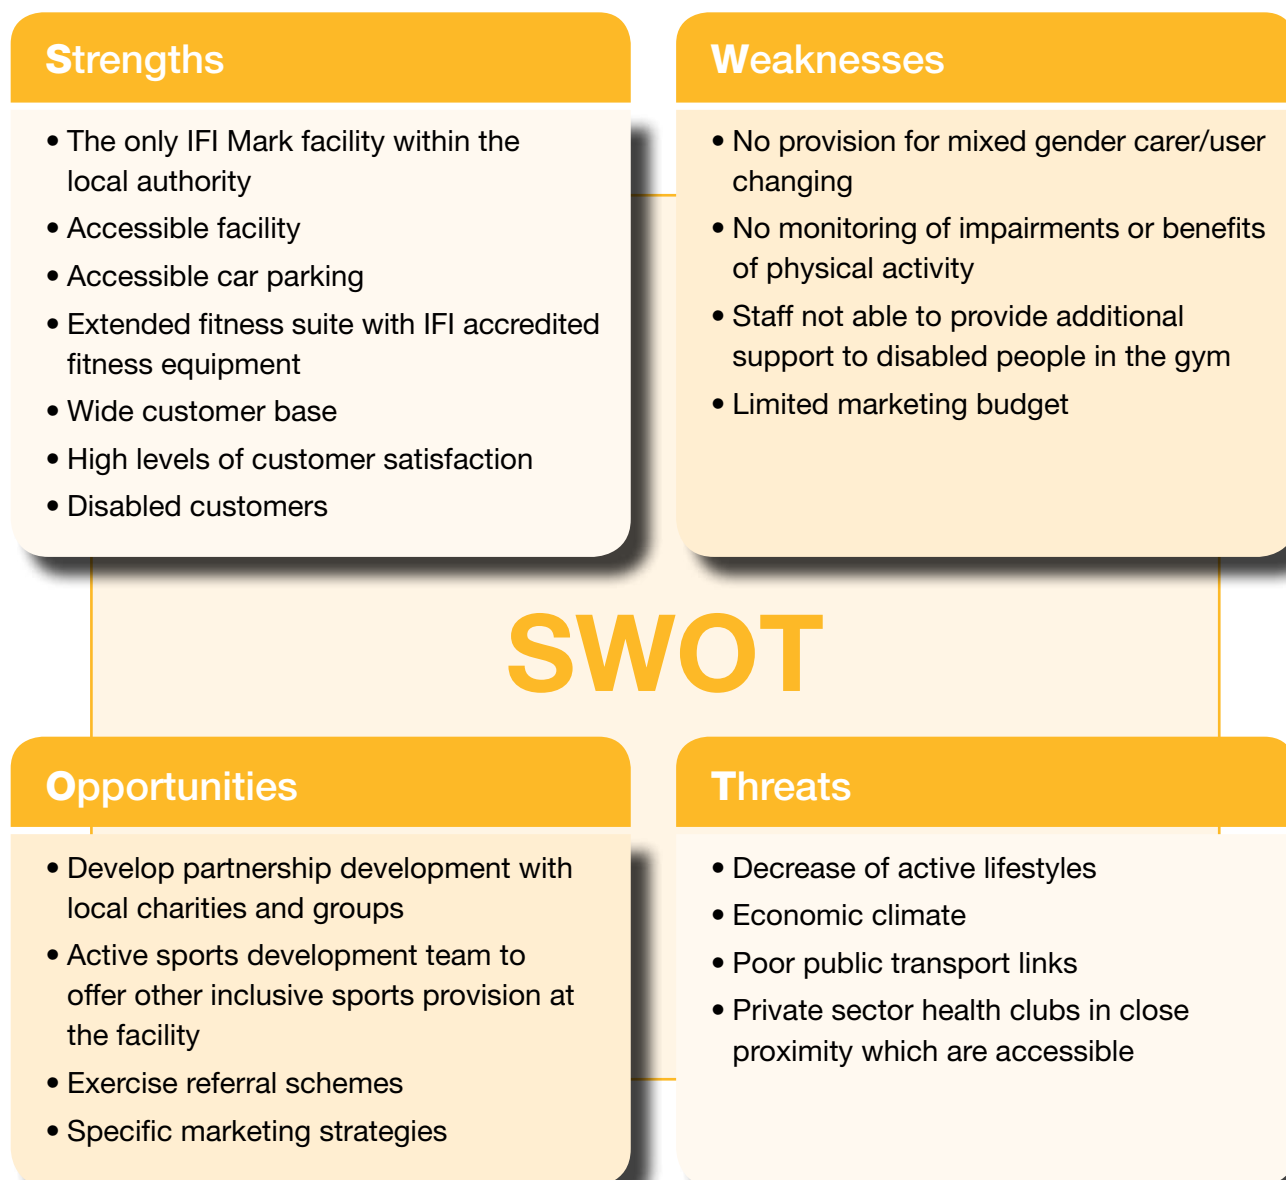 Strengths
• The only IFI Mark facility within the
local authority
• Accessible facility
• Accessible car parking
• Extended fitness suite with IFI accredited
fitness equipment
• Wide customer base
• High levels of customer satisfaction
• Disabled customers
Weaknesses
• No provision for mixed gender carer/user
changing
• No monitoring of impairments or benefits
of physical activity
• Staff not able to provide additional
support to disabled people in the gym
• Limited marketing budget
SWOT
Opportunities
• Develop partnership development with
local charities and groups
• Active sports development team to
offer other inclusive sports provision at
the facility
• Exercise referral schemes
• Specific marketing strategies
Threats
• Decrease of active lifestyles
• Economic climate
• Poor public transport links
• Private sector health clubs in close
proximity which are accessible